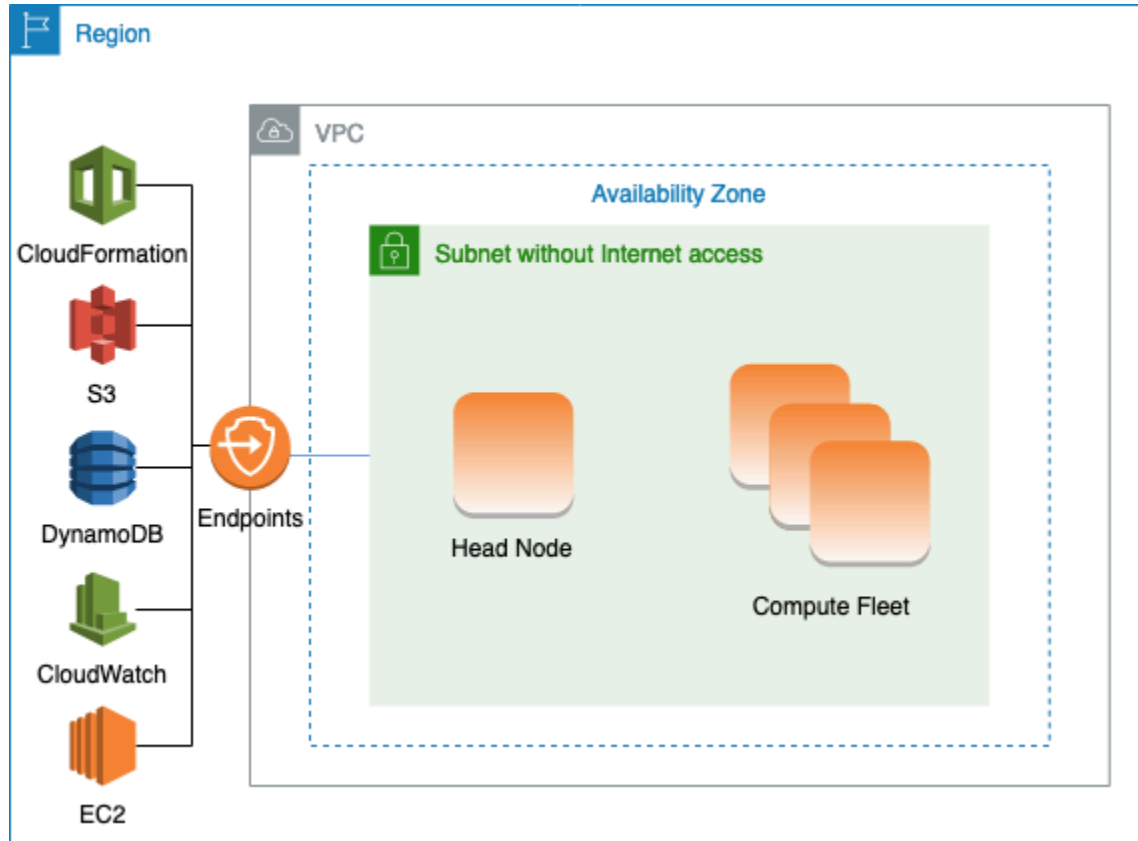 Region
VPC
Availability Zone
Subnet without Internet access
CloudFormation
S3
DynamoDB
CloudWatch
EC2
Endpoints
Head Node
Compute Fleet